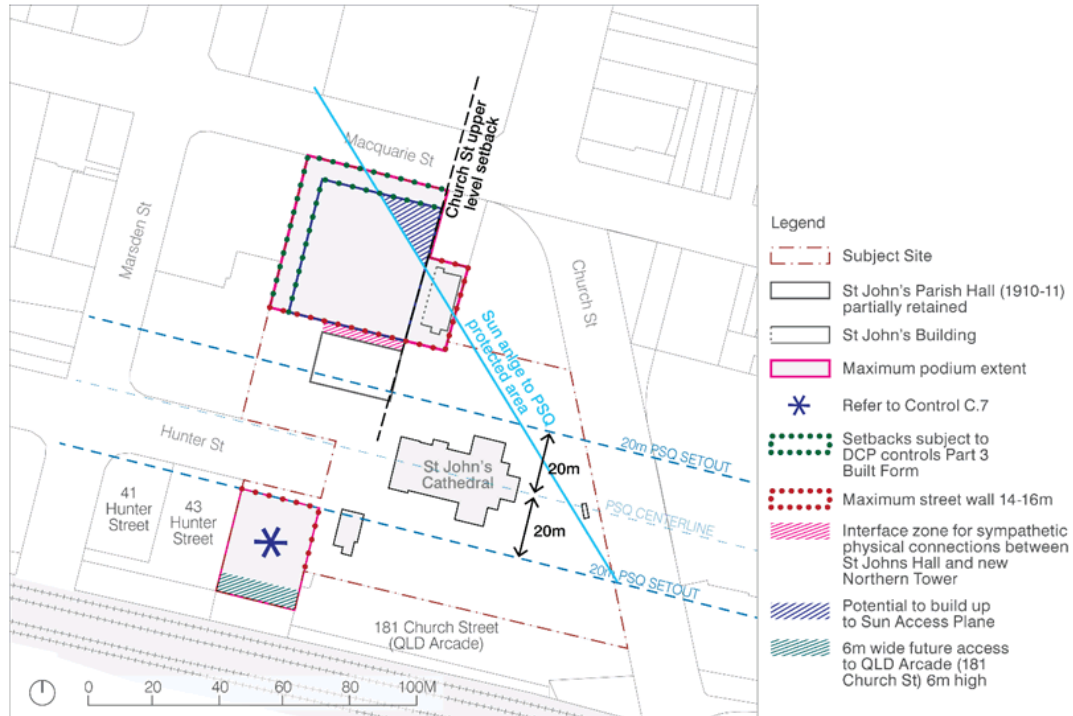 Macquarie St
Church St upper
level setback
Marsden St
Church St
Sun anlge to PSQ
protected area
20m PSQ SETOUT
Hunter St
St John's
Cathedral
20m
20m
PSQ CENTERLINE
20m PSQ SETOUT
41
Hunter
Street
43
Hunter
Street
181 Church Street
(QLD Arcade)
0 20 40 60 80 100M
Legend
Subject Site
St John's Parish Hall (1910-11)
partially retained
St John's Building
Maximum podium extent
Refer to Control C.7
Setbacks subject to
DCP controls Part 3
Built Form
Maximum street wall 14-16m
Interface zone for sympathetic
physical connections between
St Johns Hall and new
Northern Tower
Potential to build up
to Sun Access Plane
6m wide future access
to QLD Arcade (181
Church St) 6m high